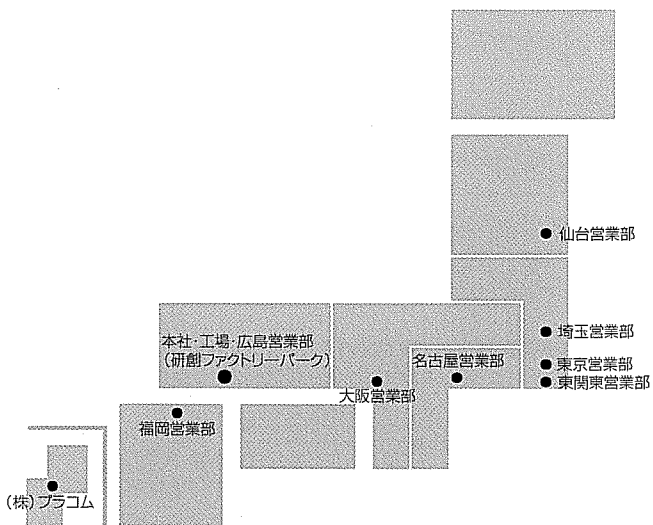 仙台営業部
埼玉営業部
本社・工場・広島営業部
(研創ファクトリーパーク)
名古屋営業部
東京営業部
東関東営業部
大阪営業部
福岡営業部
(株)プラコム